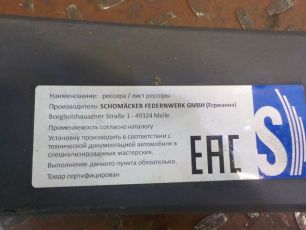 Наименование: рессора / лист рессоры
Производитель: SCHOMÄCKER FEDERNWERK GMBH (Германия)
Borgholzhausener Straße 1 - 49324 Melle
Применяемость согласно каталогу
Установку производить в соответствии с
технической документацией автомобиля в
специализированных мастерских.
Выполнение данного пункта обязательно.
Товар сертифицирован
EAC
S